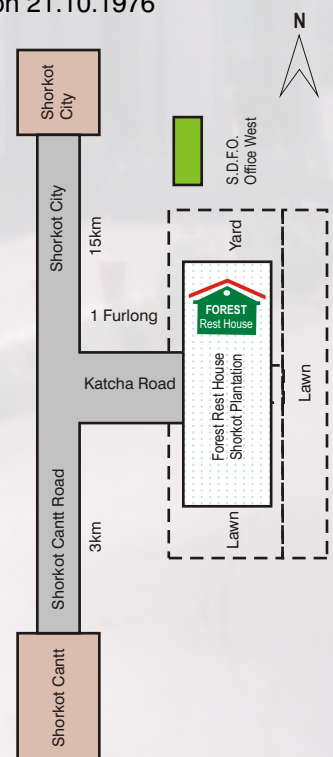 on 21.10.1976
N
Shorkot
City
S.D.F.O.
Office West
Shorkot City
15km
Yard
1 Furlong
FOREST
Rest House
Katcha Road
Forest Rest House
Shorkot Plantation
Lawn
Shorkot Cantt Road
3km
Lawn
Shorkot Cantt